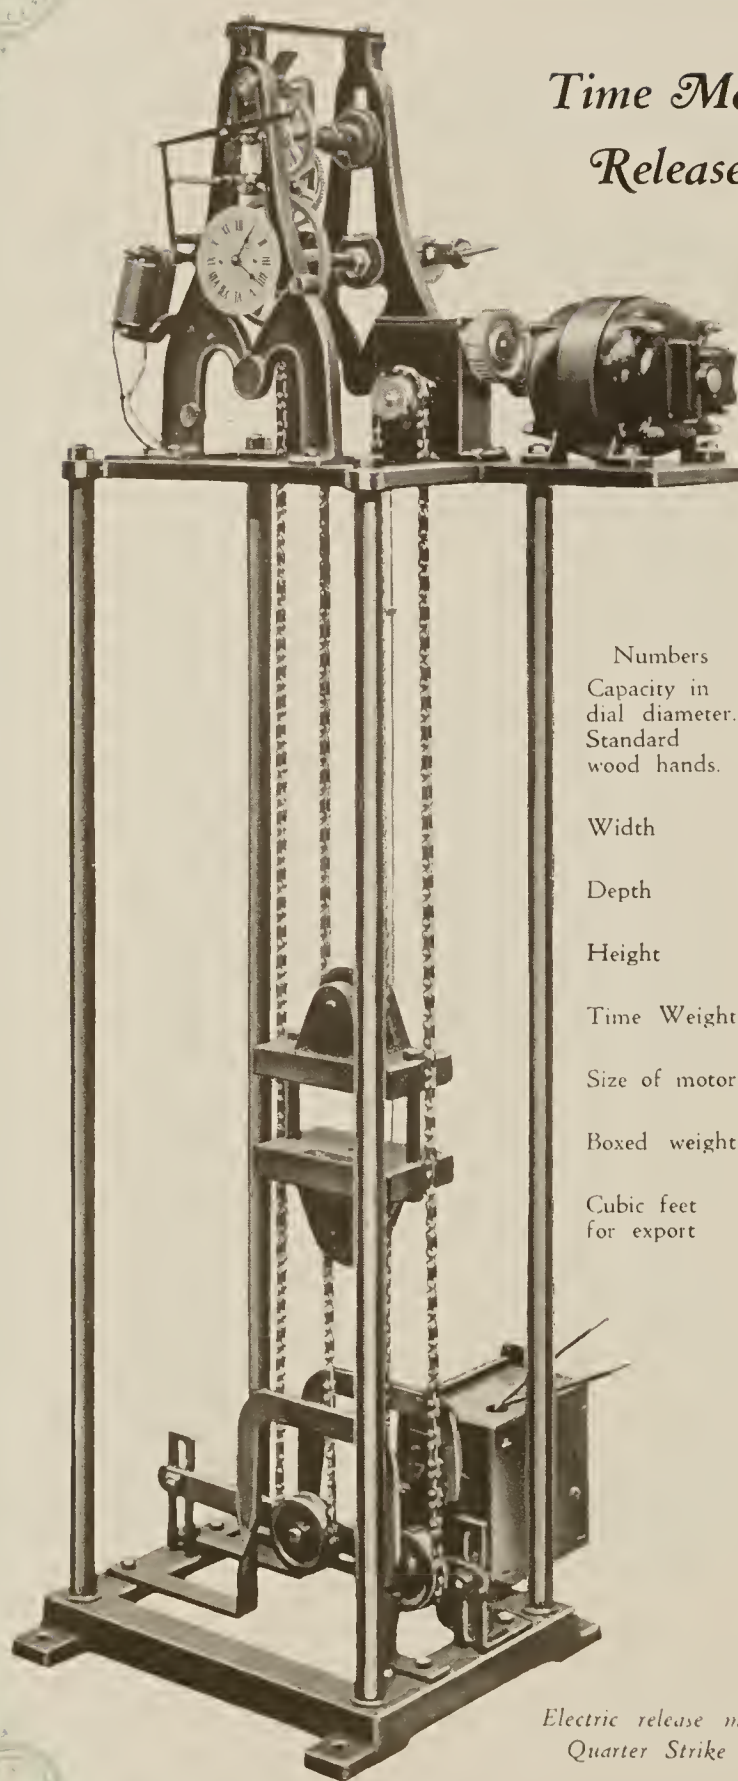 Time
Release
Numbers
Capacity in
dial diameter.
Standard
wood hands.
Width
Depth
Height
Time Weight
Size of motor
Boxed weight
Cubic feet
for export
Electric release
Quarter Strike